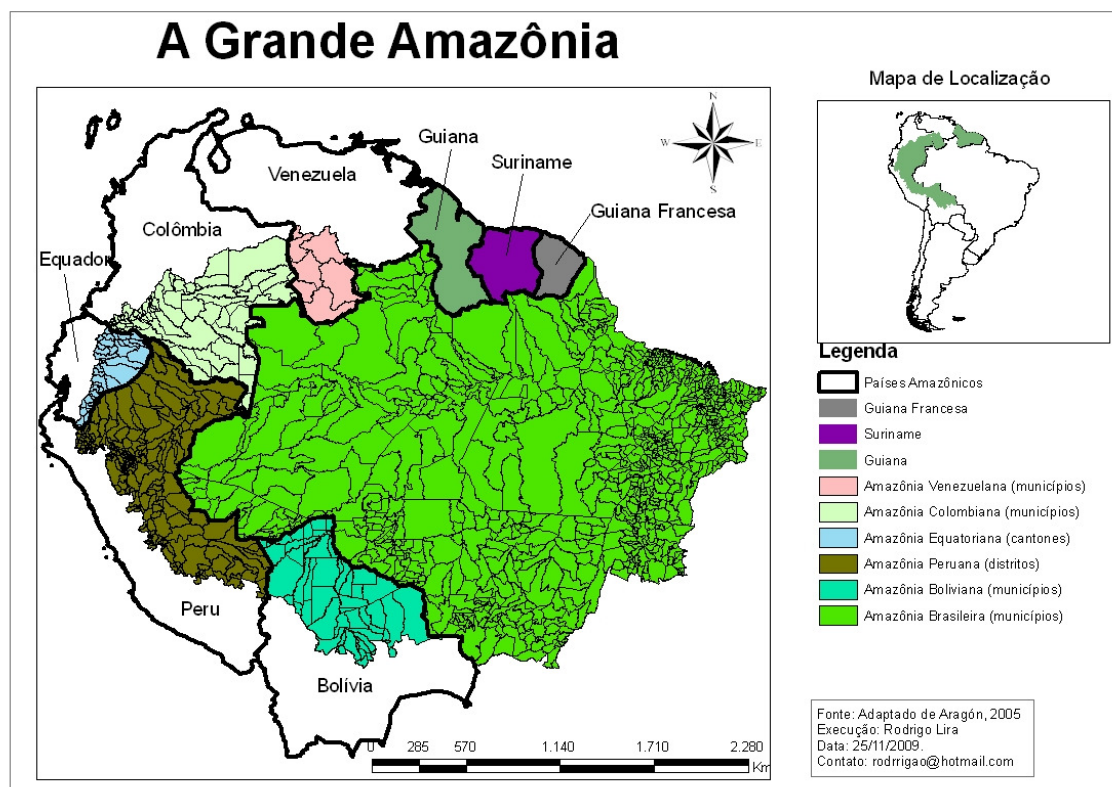 A Grande Amazônia
Mapa de Localização
N
W
E
S
Guiana
Suriname
Venezuela
Guiana Francesa
Colômbia
Equador
Peru
Bolívia
0 285 570 1.140 1.710 2.280
Km
Legenda
Países Amazônicos
Guiana Francesa
Suriname
Guiana
Amazônia Venezuelana (municípios)
Amazônia Colombiana (municípios)
Amazônia Equatoriana (cantones)
Amazônia Peruana (distritos)
Amazônia Boliviana (municípios)
Amazônia Brasileira (municípios)
Fonte: Adaptado de Aragón, 2005
Execução: Rodrigo Lira
Data: 25/11/2009.
Contato: rodrrigao@hotmail.com